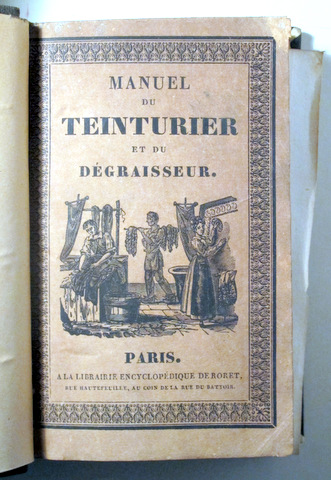 MANUEL
DU
TEINTURIER
ET DU
DÉGRAISSEUR.
PARIS.
A LA LIBRAIRIE ENCYCLOPÉDIQUE DE RORET,
RUE HAUTEFEUILLE, AU COIN DE LA RUE DU BATTOIR.